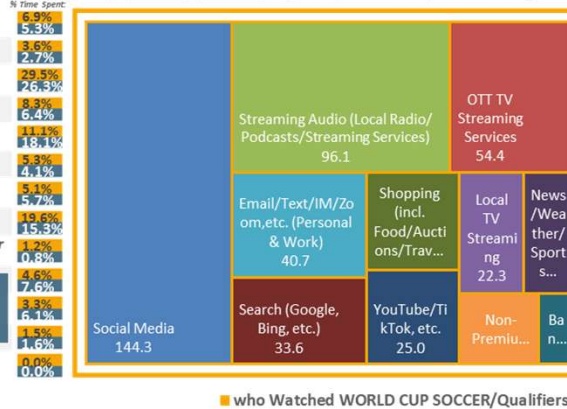 % Time Spent:
6.9%
5.3%
3.6%
2.7%
29.5%
26.3%
8.3%
6.4%
11.1%
18.1%
5.3%
4.1%
5.1%
5.7%
19.6%
15.3%
1.2%
0.8%
4.6%
7.6%
3.3%
6.1%
1.5%
1.6%
0.0%
0.0%
Social Media
144.3
Streaming Audio (Local Radio/
Podcasts/Streaming Services)
96.1
OTT TV
Streaming
Services
54.4
Email/Text/IM/Zo
om,etc. (Personal
& Work)
40.7
Shopping
(incl.
Food/Aucti
ons/Trav...
Local
TV
Streami
ng
22.3
News
/Wea
ther/
Sport
s...
Search (Google,
Bing, etc.)
33.6
YouTube/Ti
kTok, etc.
25.0
Non-
Premiu...
Ba
n...
who Watched WORLD CUP SOCCER/Qualifiers